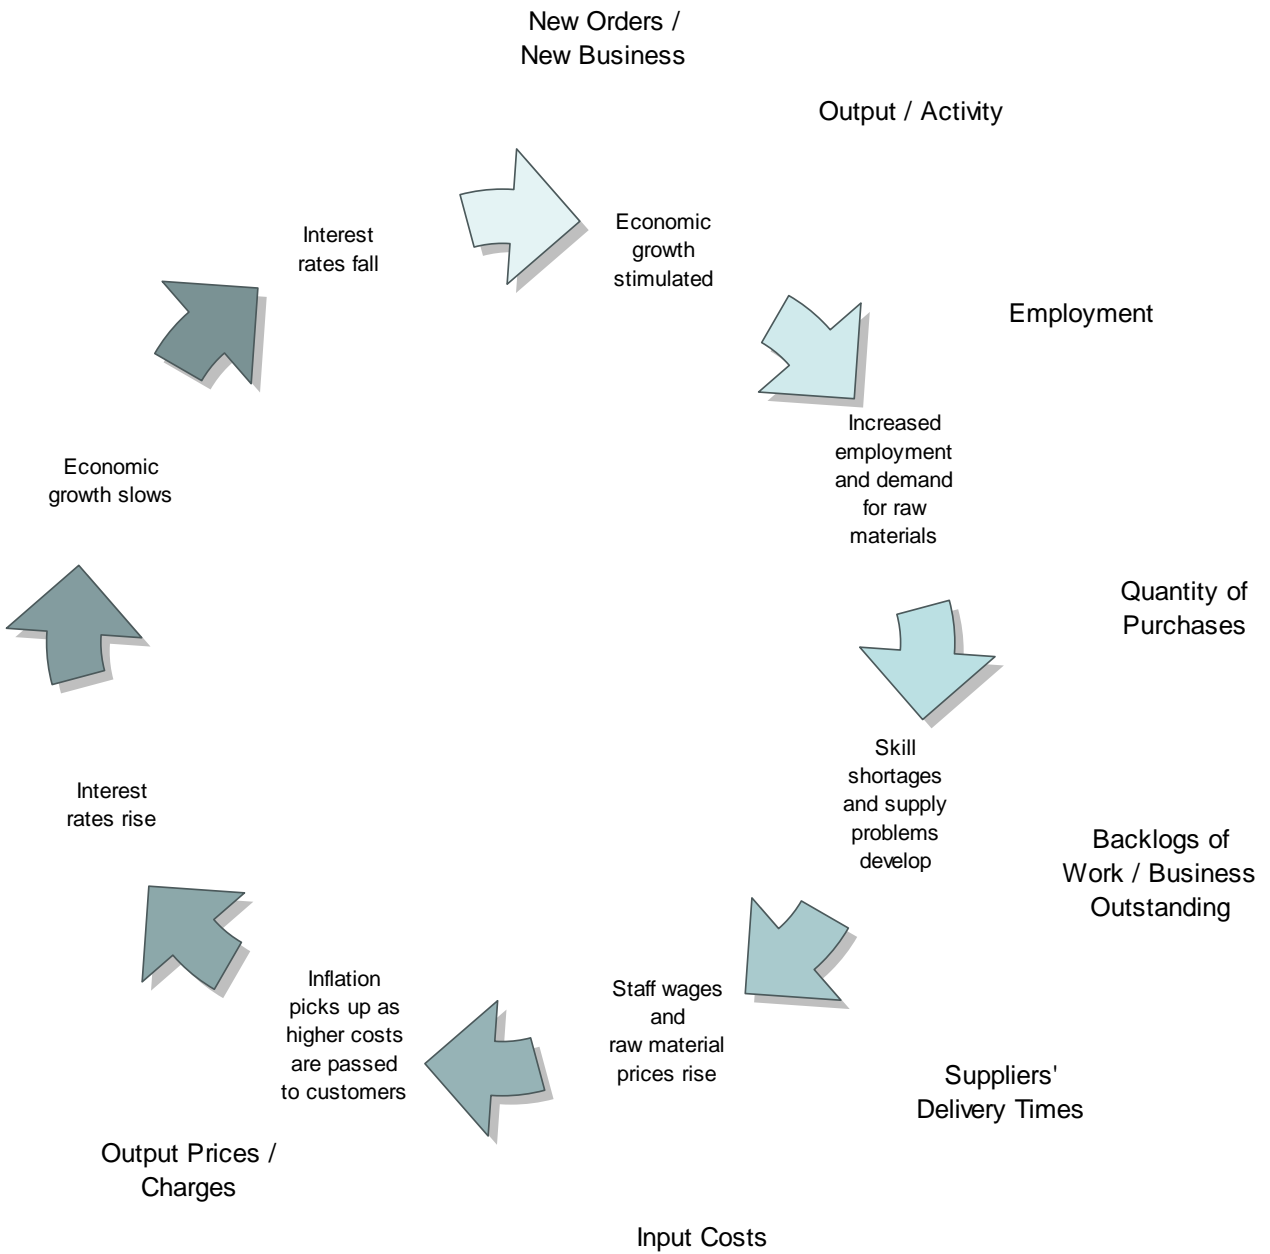 New Orders /
New Business
Output / Activity
Interest
rates fall
Economic
growth
stimulated
Employment
Increased
employment
and demand
for raw
materials
Economic
growth slows
Quantity of
Purchases
Skill
shortages
and supply
problems
develop
Interest
rates rise
Backlogs of
Work / Business
Outstanding
Inflation
picks up as
higher costs
are passed
to customers
Staff wages
and
raw material
prices rise
Suppliers'
Delivery Times
Output Prices /
Charges
Input Costs